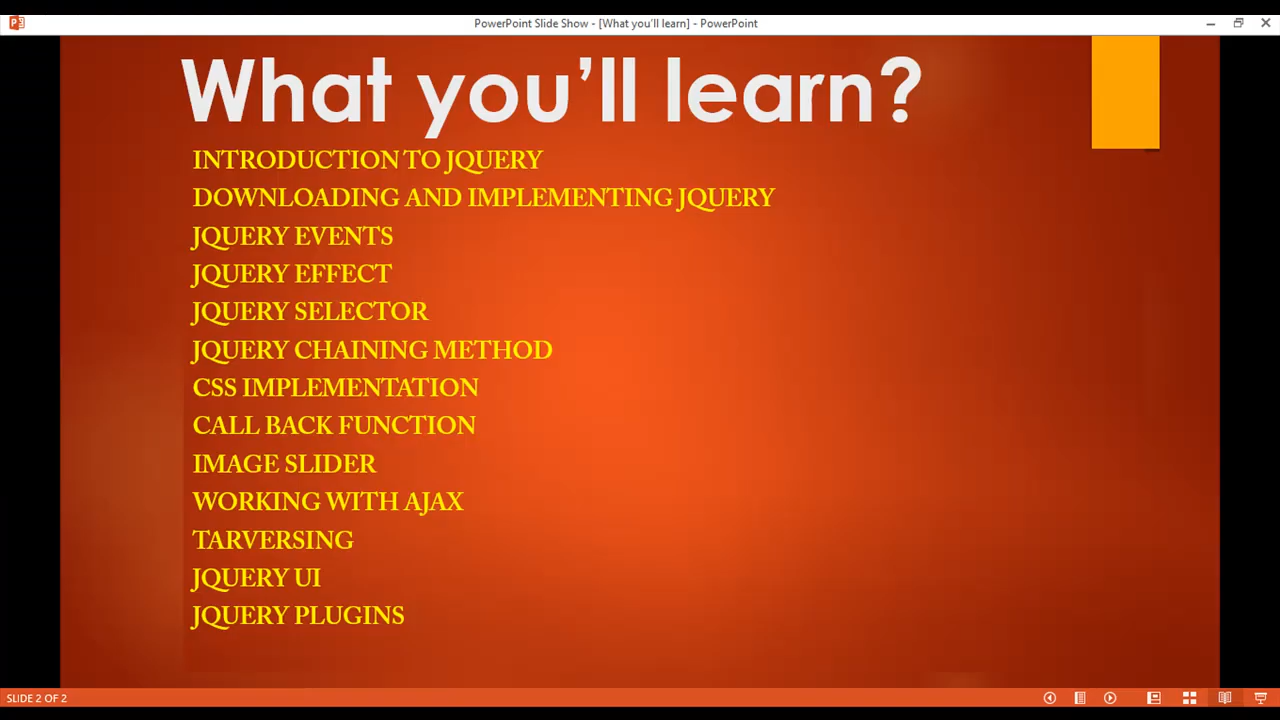 PowerPoint Slide Show - [What you'll learn] - PowerPoint
What you’ll learn?
INTRODUCTION TO JQUERY
DOWNLOADING AND IMPLEMENTING JQUERY
JQUERY EVENTS
JQUERY EFFECT
JQUERY SELECTOR
JQUERY CHAINING METHOD
CSS IMPLEMENTATION
CALL BACK FUNCTION
IMAGE SLIDER
WORKING WITH AJAX
TARVERSING
JQUERY UI
JQUERY PLUGINS
SLIDE 2 OF 2